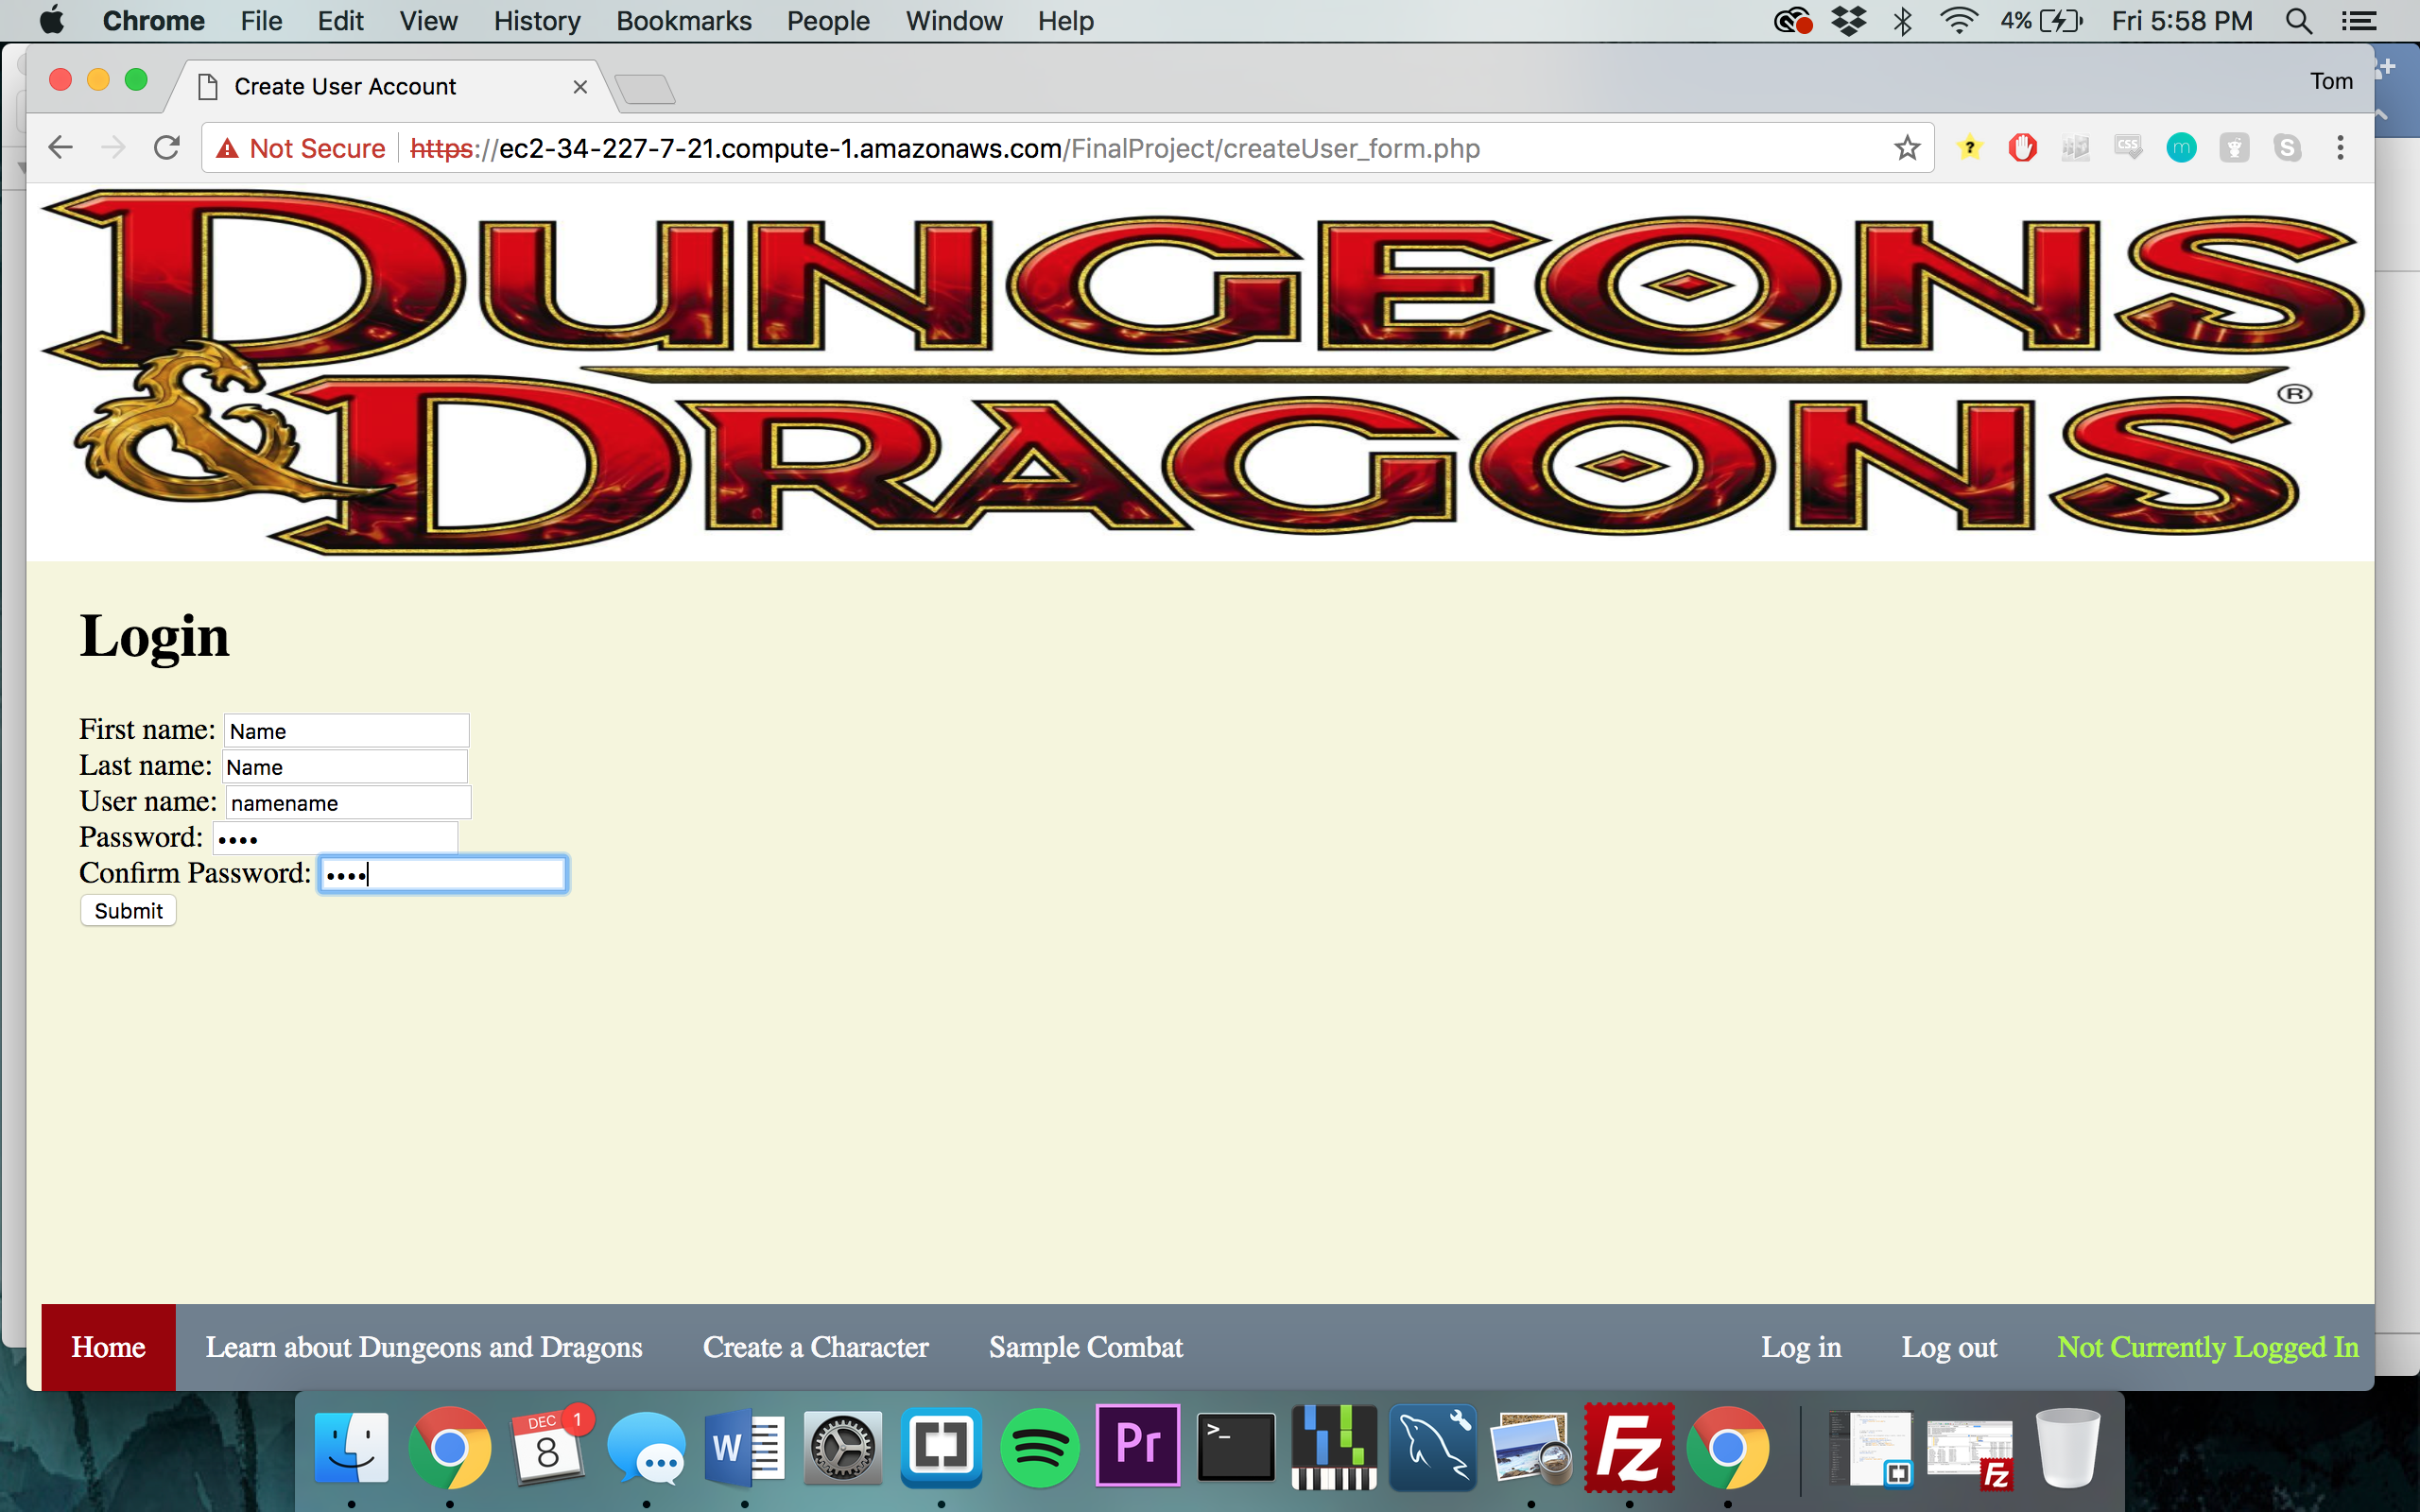 Chrome File Edit View History Bookmarks People Window Help 4% Fri 5:58 PM
Create User Account Tom
Not Secure https://ec2-34-227-7-21.compute-1.amazonaws.com/FinalProject/createUser_form.php
DUNGEONS
& DRAGONS ®
Login
First name: Name
Last name: Name
User name: namename
Password: ••••
Confirm Password: ••••
Submit
Home Learn about Dungeons and Dragons Create a Character Sample Combat Log in Log out Not Currently Logged In
DEC 1
8
W
Pr
>_
Fz
Fz